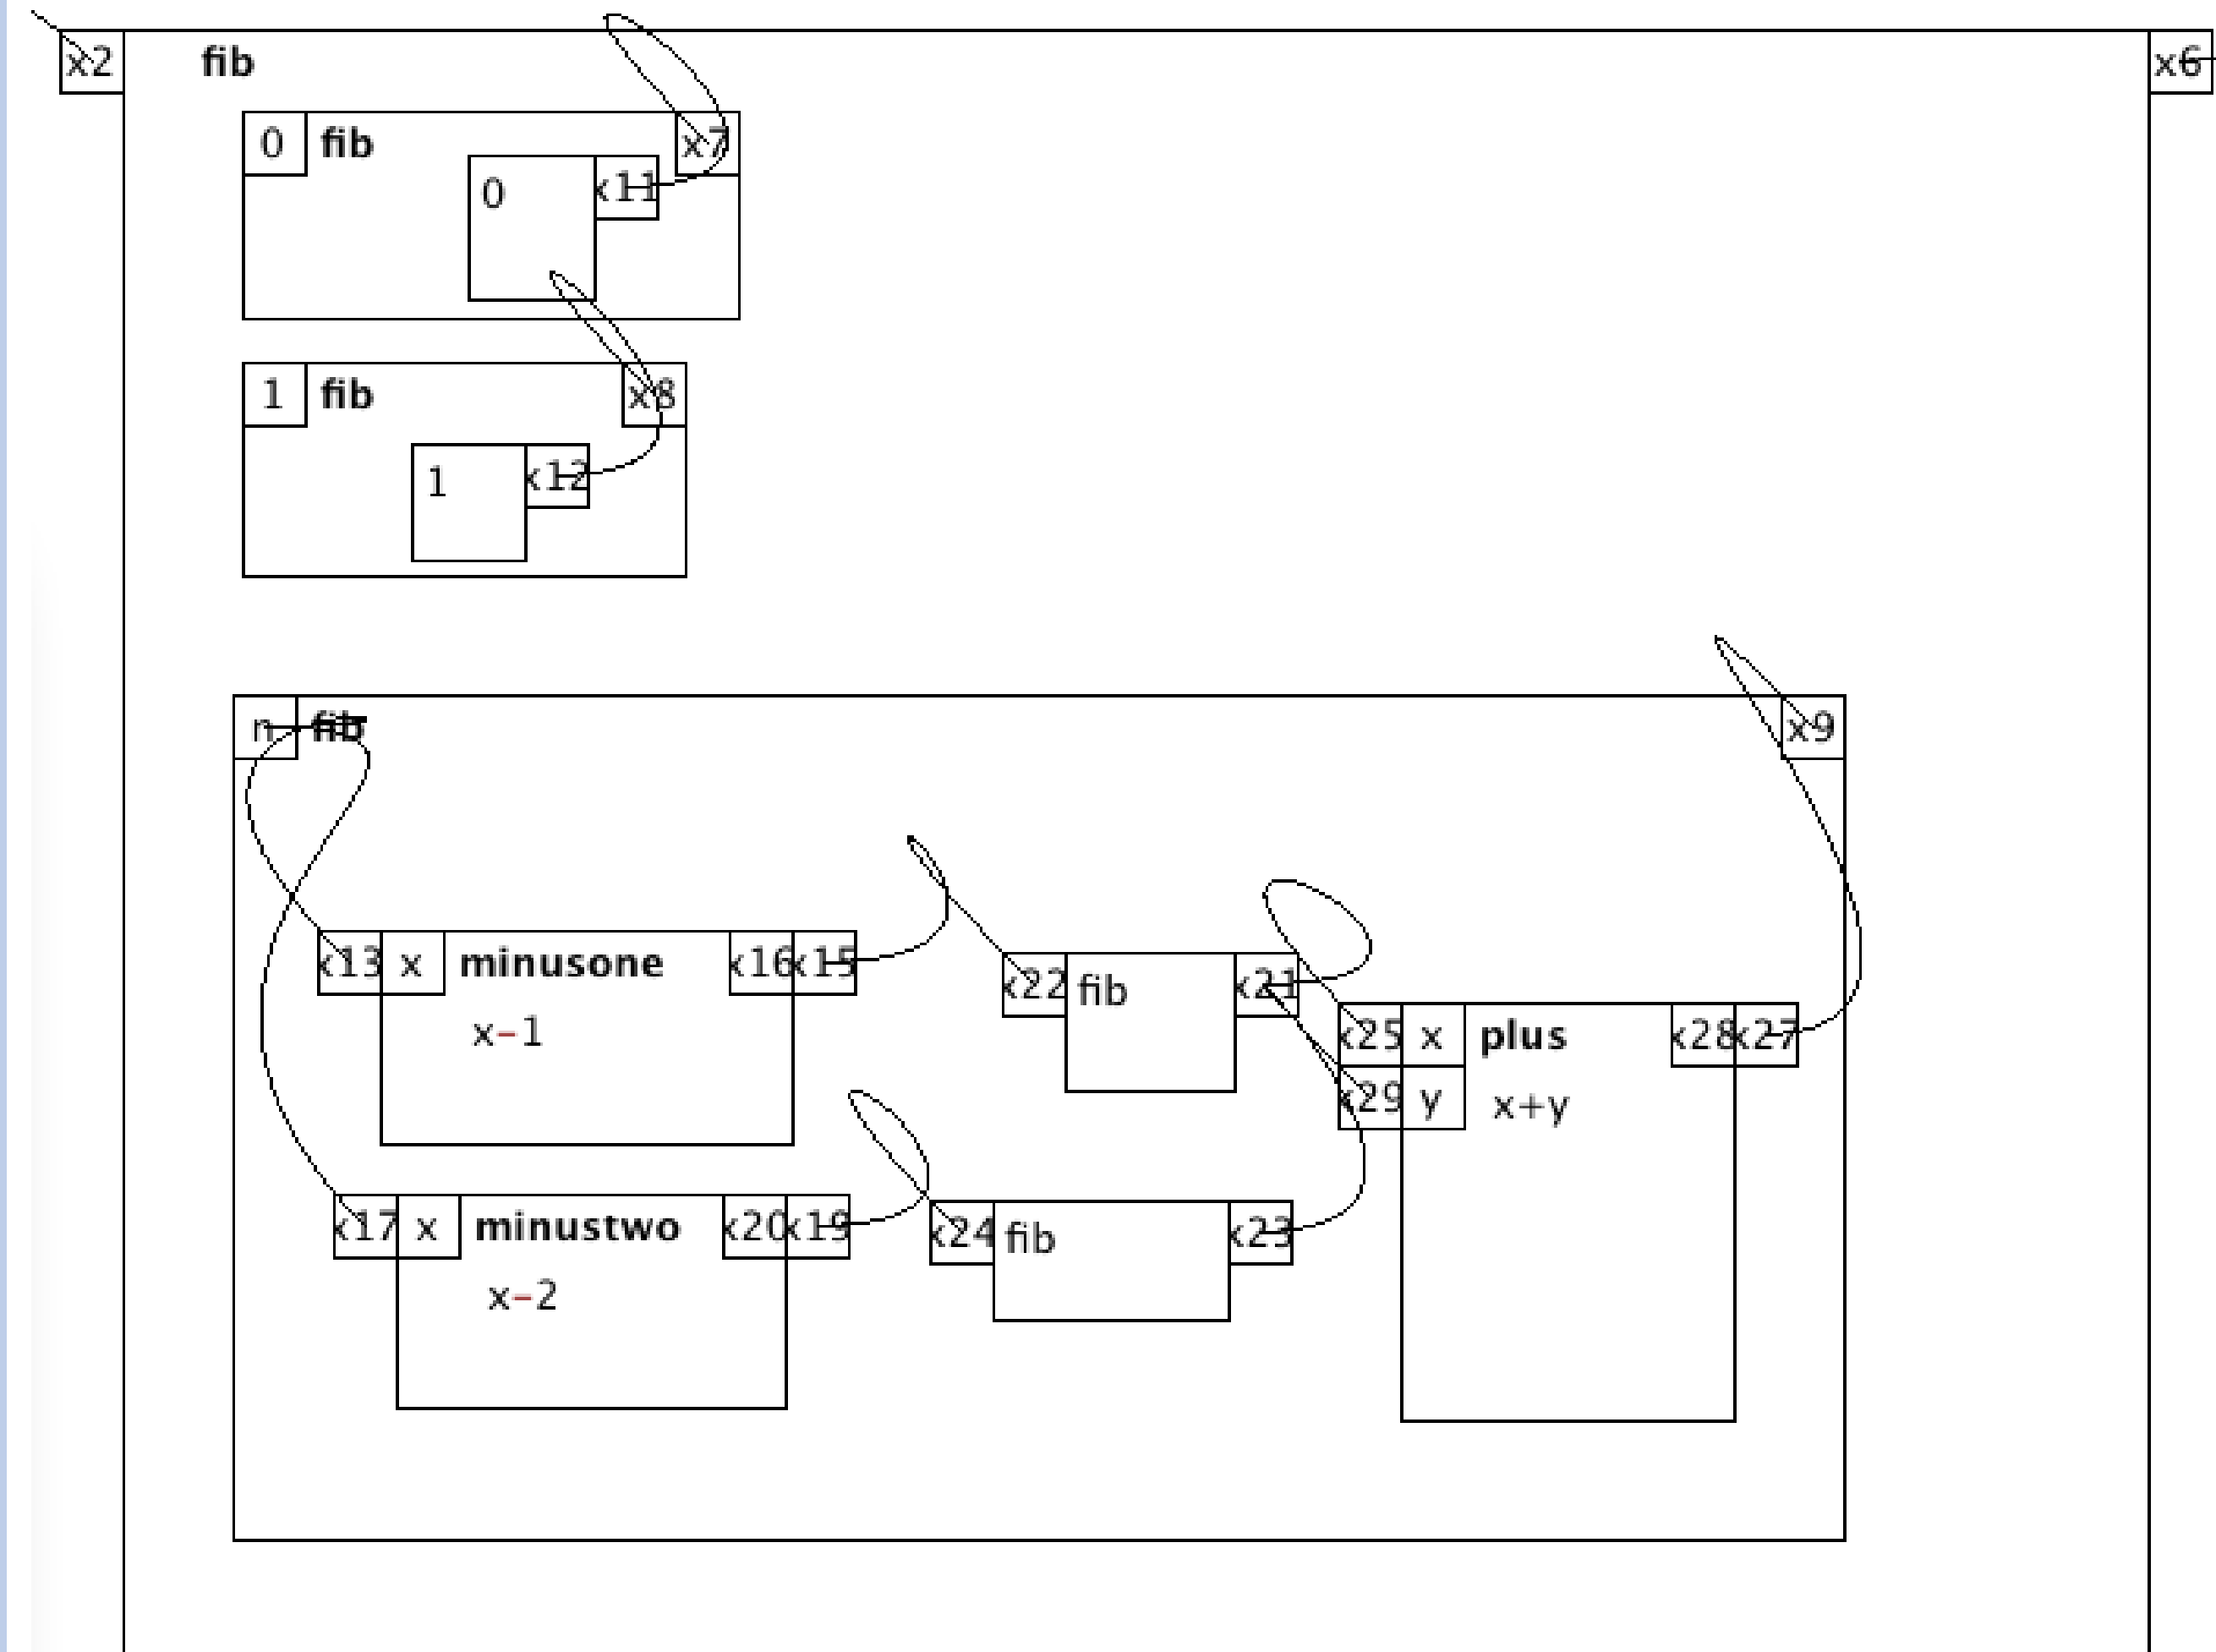 x2 fib x6
0 fib x7
0 x11
1 fib x8
1 x12
n fib x9
x13 x minusone x16 x15
x-1
x22 fib x21
x25 x plus x28 x27
x29 y x+y
x17 x minustwo x20 x19
x-2
x24 fib x23